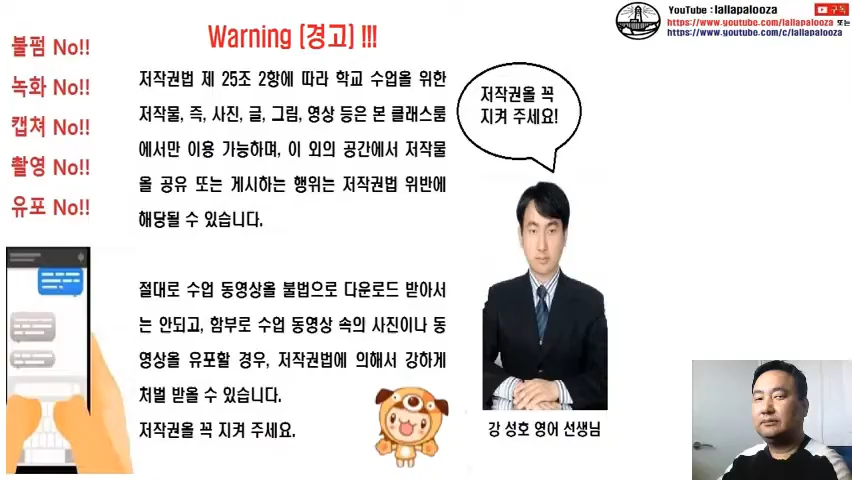 불펌 No!!
녹화 No!!
캡쳐 No!!
촬영 No!!
유포 No!!
Warning (경고) !!!
저작권법 제 25조 2항에 따라 학교 수업을 위한
저작물, 즉, 사진, 글, 그림, 영상 등은 본 클래스룸
에서만 이용 가능하며, 이 외의 공간에서 저작물
을 공유 또는 게시하는 행위는 저작권법 위반에
해당될 수 있습니다.
절대로 수업 동영상을 불법으로 다운로드 받아서
는 안되고, 함부로 수업 동영상 속의 사진이나 동
영상을 유포할 경우, 저작권법에 의해서 강하게
처벌 받을 수 있습니다.
저작권을 꼭 지켜 주세요.
저작권을 꼭
지켜 주세요!
강 성호 영어 선생님
YouTube : lallapalooza 구독
https://www.youtube.com/lallapalooza 또는
https://www.youtube.com/c/lallapalooza